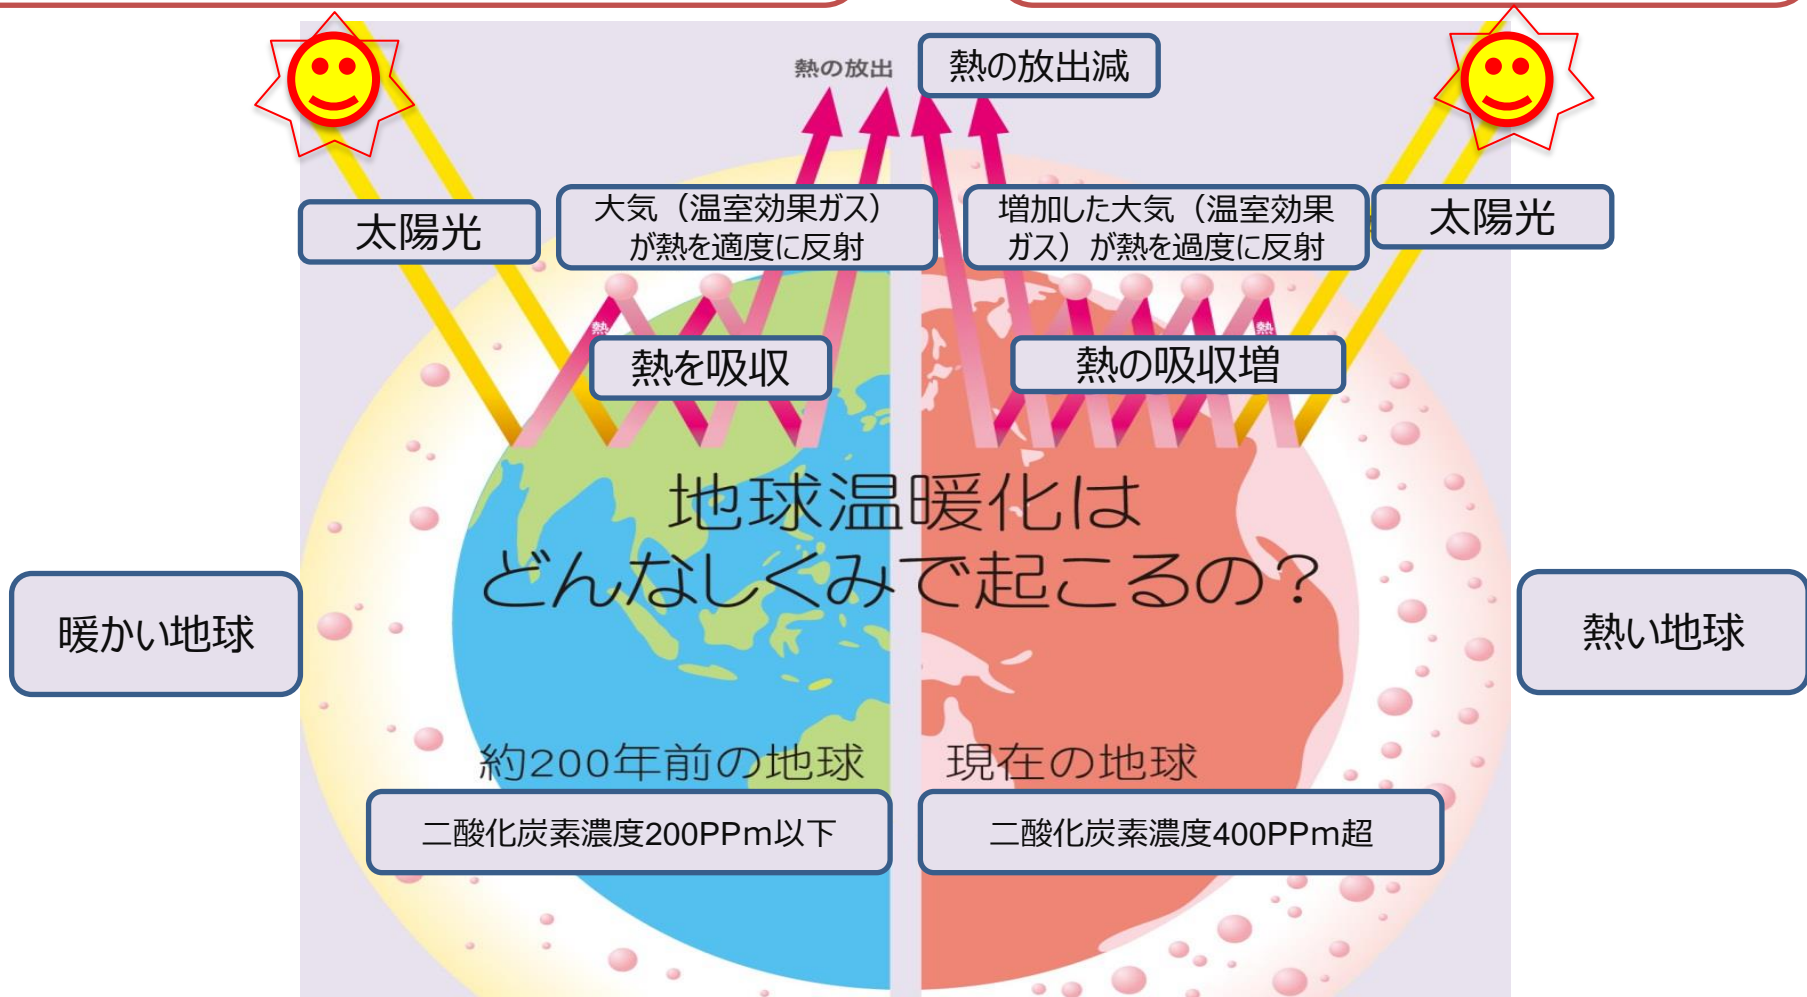 熱の放出
熱の放出減
太陽光
大気（温室効果ガス）
が熱を適度に反射
増加した大気（温室効果
ガス）が熱を過度に反射
太陽光
熱
熱
熱を吸収
熱の吸収増
地球温暖化は
どんなしくみで起こるの？
暖かい地球
熱い地球
約200年前の地球
現在の地球
二酸化炭素濃度200PPm以下
二酸化炭素濃度400PPm超